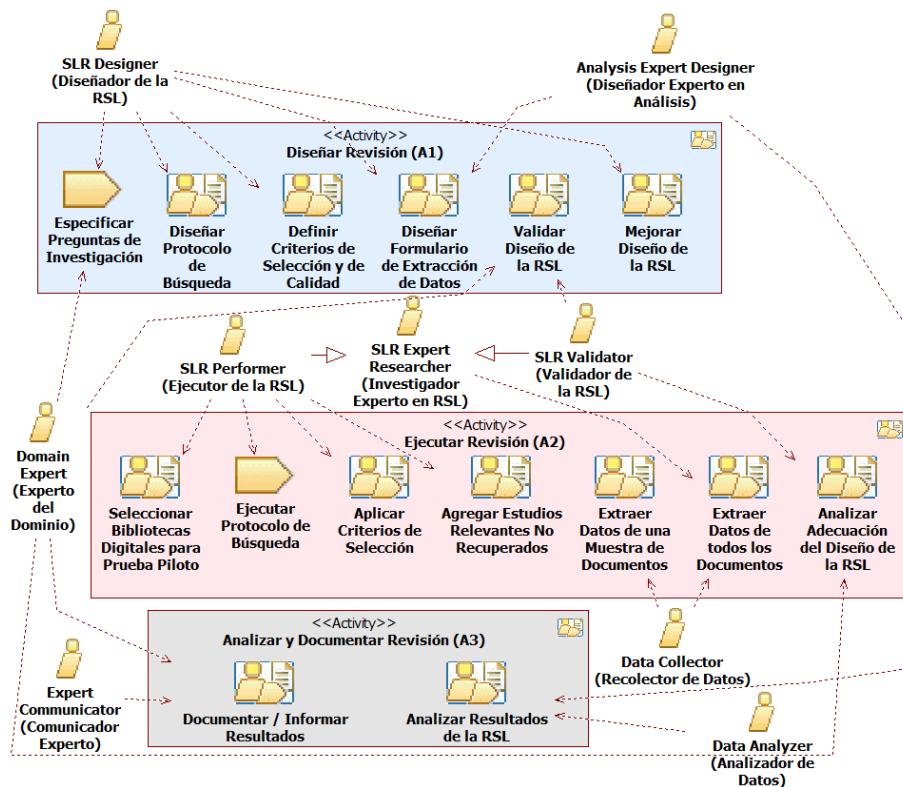 SLR Designer
(Diseñador de la
RSL)
Analysis Expert Designer
(Diseñador Experto en
Análisis)
<<Activity>>
Diseñar Revisión (A1)
Especificar
Preguntas de
Investigación
Diseñar
Protocolo
de
Búsqueda
Definir
Criterios de
Selección y de
Calidad
Diseñar
Formulario
de Extracción
de Datos
Validar
Diseño de
la RSL
Mejorar
Diseño de
la RSL
SLR Performer
(Ejecutor de la RSL)
SLR Expert
Researcher
(Investigador
Experto en RSL)
SLR Validator
(Validador de
la RSL)
Domain
Expert
(Experto
del
Dominio)
<<Activity>>
Ejecutar Revisión (A2)
Seleccionar
Bibliotecas
Digitales para
Prueba Piloto
Ejecutar
Protocolo de
Búsqueda
Aplicar
Criterios de
Selección
Agregar Estudios
Relevantes No
Recuperados
Extraer
Datos de una
Muestra de
Documentos
Extraer
Datos de
todos los
Documentos
Analizar
Adecuación
del Diseño de
la RSL
<<Activity>>
Analizar y Documentar Revisión (A3)
Documentar / Informar
Resultados
Analizar Resultados
de la RSL
Expert
Communicator
(Comunicador
Experto)
Data Collector
(Recolector de Datos)
Data Analyzer
(Analizador de
Datos)